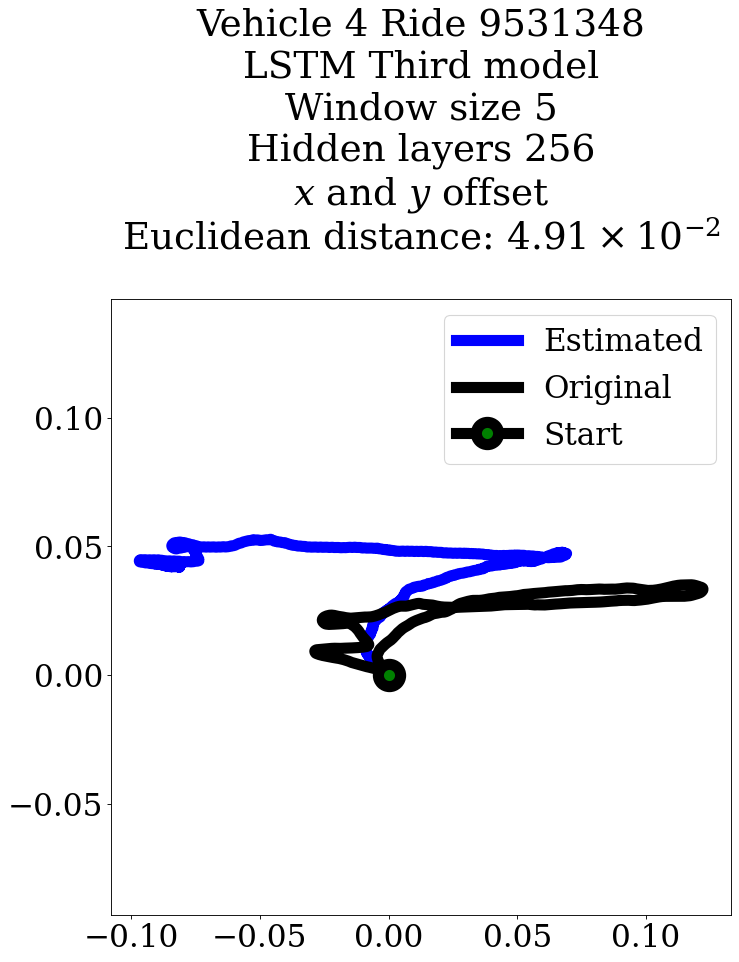 Vehicle 4 Ride 9531348
LSTM Third model
Window size 5
Hidden layers 256
x and y offset
Euclidean distance: 4.91 × 10⁻²
Estimated
Original
Start
0.10
0.05
0.00
−0.05
−0.10 −0.05 0.00 0.05 0.10